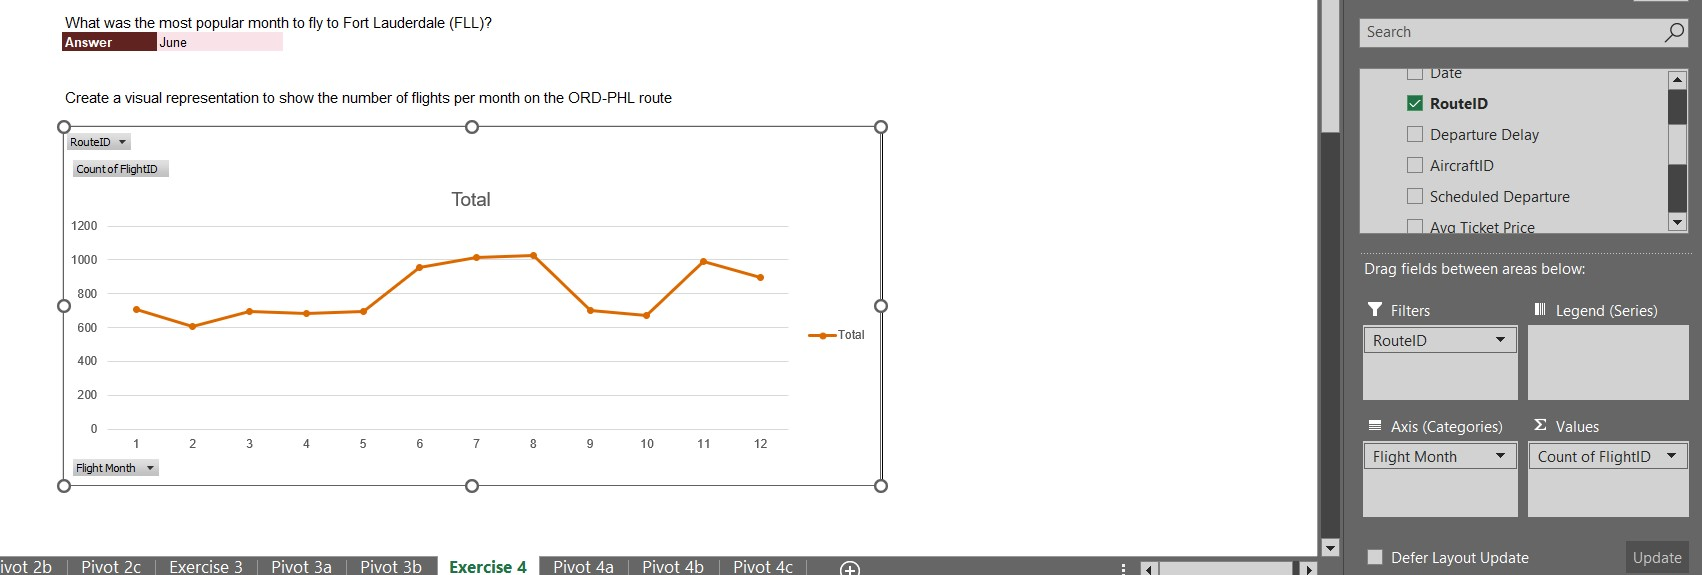 What was the most popular month to fly to Fort Lauderdale (FLL)?
Answer June
Create a visual representation to show the number of flights per month on the ORD-PHL route
RouteID
Count of FlightID
Total
1200
1000
800
600
400
200
0
1 2 3 4 5 6 7 8 9 10 11 12
Total
Flight Month
ivot 2b Pivot 2c Exercise 3 Pivot 3a Pivot 3b Exercise 4 Pivot 4a Pivot 4b Pivot 4c
Search
Date
RouteID
Departure Delay
AircraftID
Scheduled Departure
Avg Ticket Price
Drag fields between areas below:
Filters
RouteID
Legend (Series)
Axis (Categories)
Flight Month
Σ Values
Count of FlightID
Defer Layout Update
Update